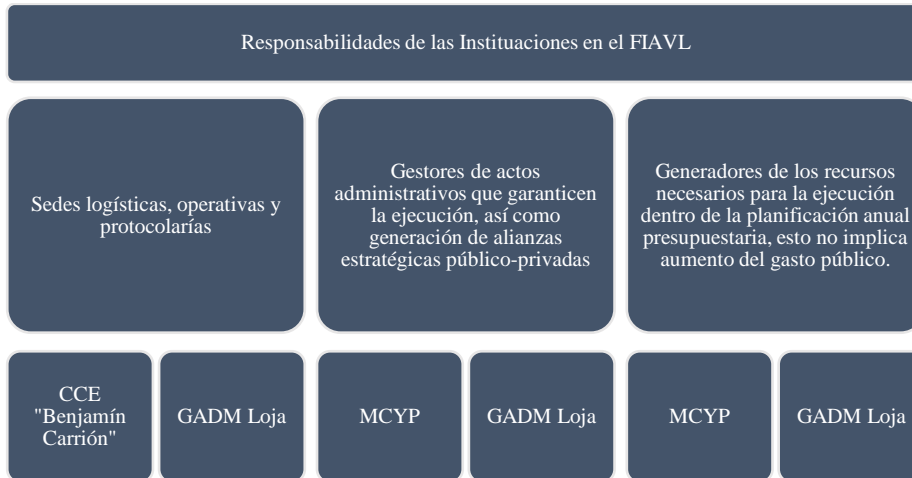 Responsabilidades de las Instituaciones en el FIAVL
Sedes logísticas, operativas y
protocolarías
Gestores de actos
administrativos que garanticen
la ejecución, así como
generación de alianzas
estratégicas público-privadas
Generadores de los recursos
necesarios para la ejecución
dentro de la planificación anual
presupuestaria, esto no implica
aumento del gasto público.
CCE
"Benjamín
Carrión"
GADM Loja
MCYP
GADM Loja
MCYP
GADM Loja